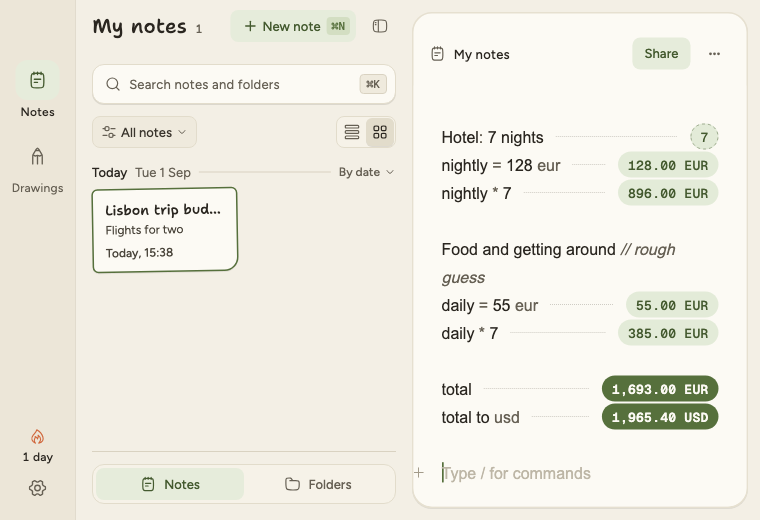 Notes
Drawings
1 day
My notes 1
New note ⌘N
Search notes and folders ⌘K
All notes
Today Tue 1 Sep By date
Lisbon trip bud...
Flights for two
Today, 15:38
Notes Folders
My notes Share ...
Hotel: 7 nights 7
nightly = 128 eur 128.00 EUR
nightly * 7 896.00 EUR
Food and getting around // rough
guess
daily = 55 eur 55.00 EUR
daily * 7 385.00 EUR
total 1,693.00 EUR
total to usd 1,965.40 USD
+ Type / for commands